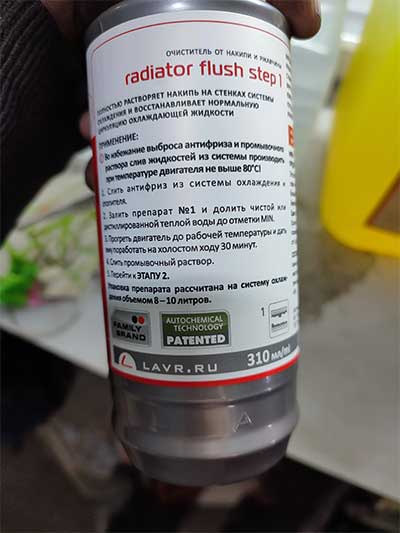 ОЧИСТИТЕЛЬ ОТ НАКИПИ И РЖАВЧИНЫ
radiator flush step 1
ПОЛНОСТЬЮ РАСТВОРЯЕТ НАКИПЬ НА СТЕНКАХ СИСТЕМЫ
ОХЛАЖДЕНИЯ И ВОССТАНАВЛИВАЕТ НОРМАЛЬНУЮ
ЦИРКУЛЯЦИЮ ОХЛАЖДАЮЩЕЙ ЖИДКОСТИ
ПРИМЕНЕНИЕ:
Во избежание выброса антифриза и промывочного
раствора слив жидкостей из системы производить
при температуре двигателя не выше 80°C!
1. Слить антифриз из системы охлаждения и
отопителя.
2. Залить препарат №1 и долить чистой или
дистиллированной теплой воды до отметки MIN.
3. Прогреть двигатель до рабочей температуры и дать
ему поработать на холостом ходу 30 минут.
4. Слить промывочный раствор.
5. Перейти к ЭТАПУ 2.
Упаковка препарата рассчитана на систему охлаж-
дения объемом 8–10 литров.
FAMILY
BRAND
AUTOCHEMICAL
TECHNOLOGY
PATENTED
1
LAVR.RU
310 мл/ml
A